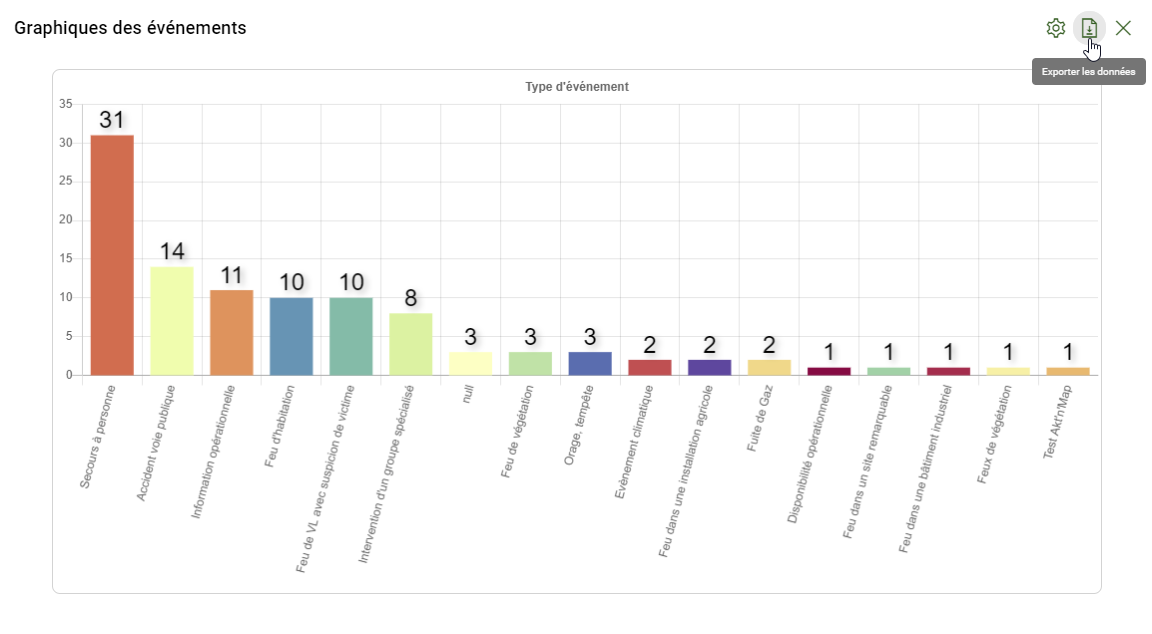 Graphiques des événements
Exporter les données
Type d'événement
35
30
25
20
15
10
5
0
31
14
11
10
10
8
3
3
3
2
2
2
1
1
1
1
1
Secours à personne
Accident voie publique
Information opérationnelle
Feu d'habitation
Feu de VL avec suspicion de victime
Intervention d'un groupe spécialisé
null
Feu de végétation
Orage, tempête
Evènement climatique
Feu dans une installation agricole
Fuite de Gaz
Disponibilité opérationnelle
Feu dans un site remarquable
Feu dans une bâtiment industriel
Feux de végétation
Test Akt'n'Map